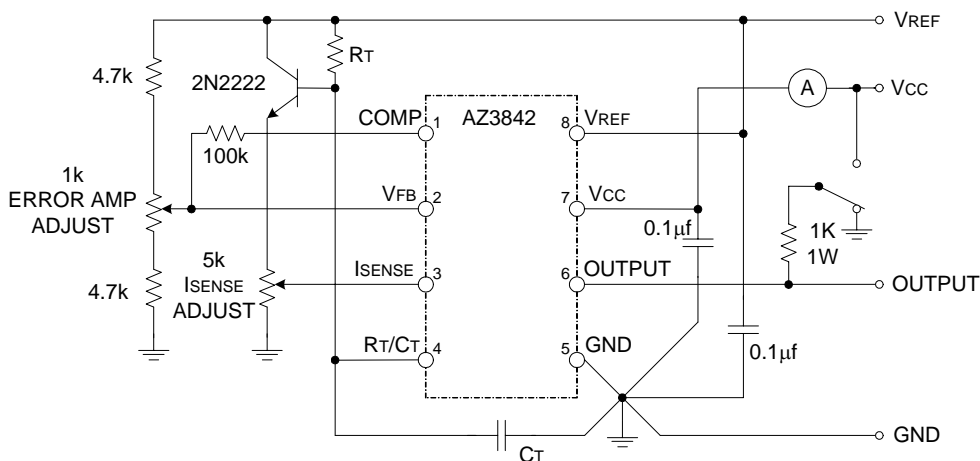 VREF
RT
4.7k
2N2222
A
VCC
COMP
AZ3842
VREF
1
8
100k
1k
ERROR AMP
ADJUST
VFB
VCC
2
7
0.1µf
1K
1W
5k
ISENSE
ADJUST
ISENSE
OUTPUT
3
6
OUTPUT
4.7k
RT/CT
GND
4
5
0.1µf
GND
CT